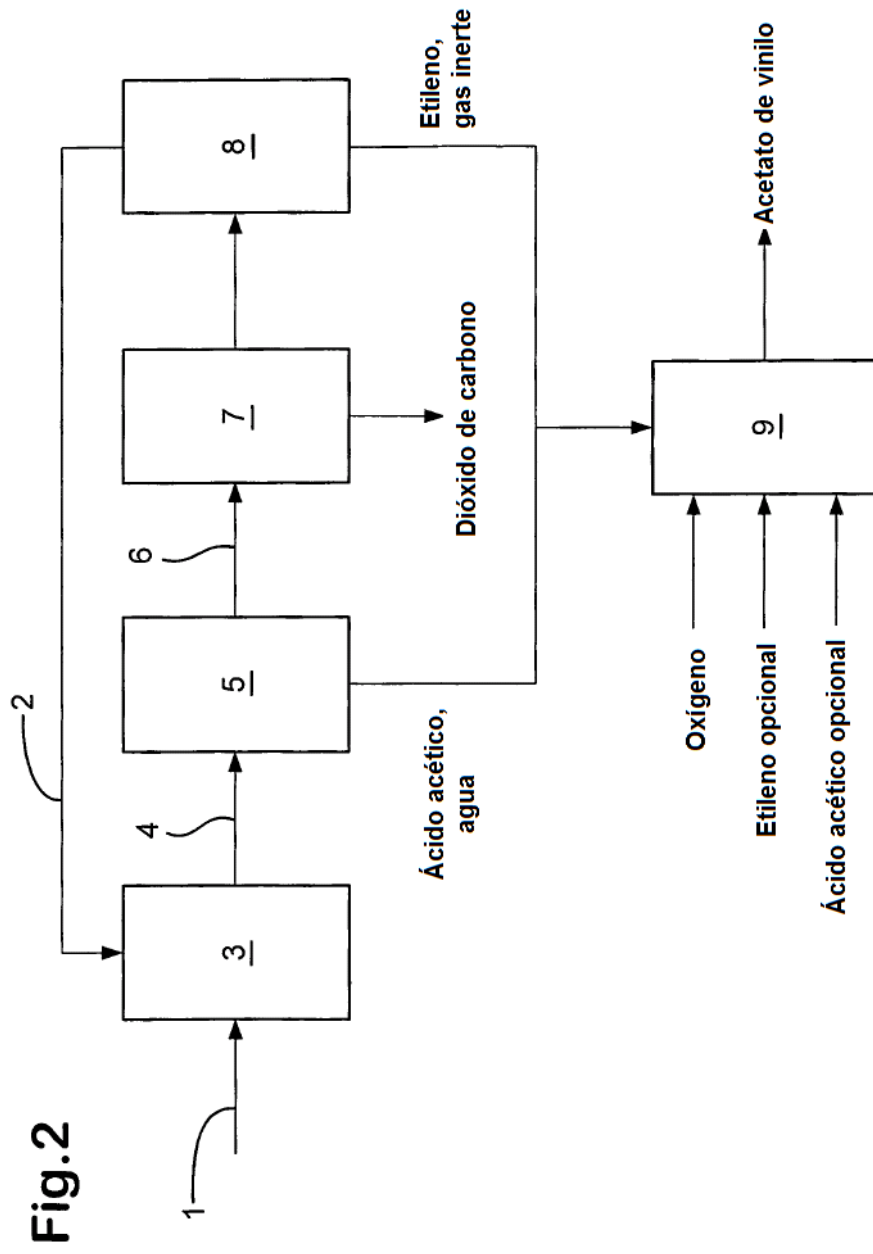 Fig.2
1
2
3
4
5
6
7
8
Ácido acético,
agua
Dióxido de carbono
Etileno,
gas inerte
Oxígeno
Etileno opcional
Ácido acético opcional
9
Acetato de vinilo